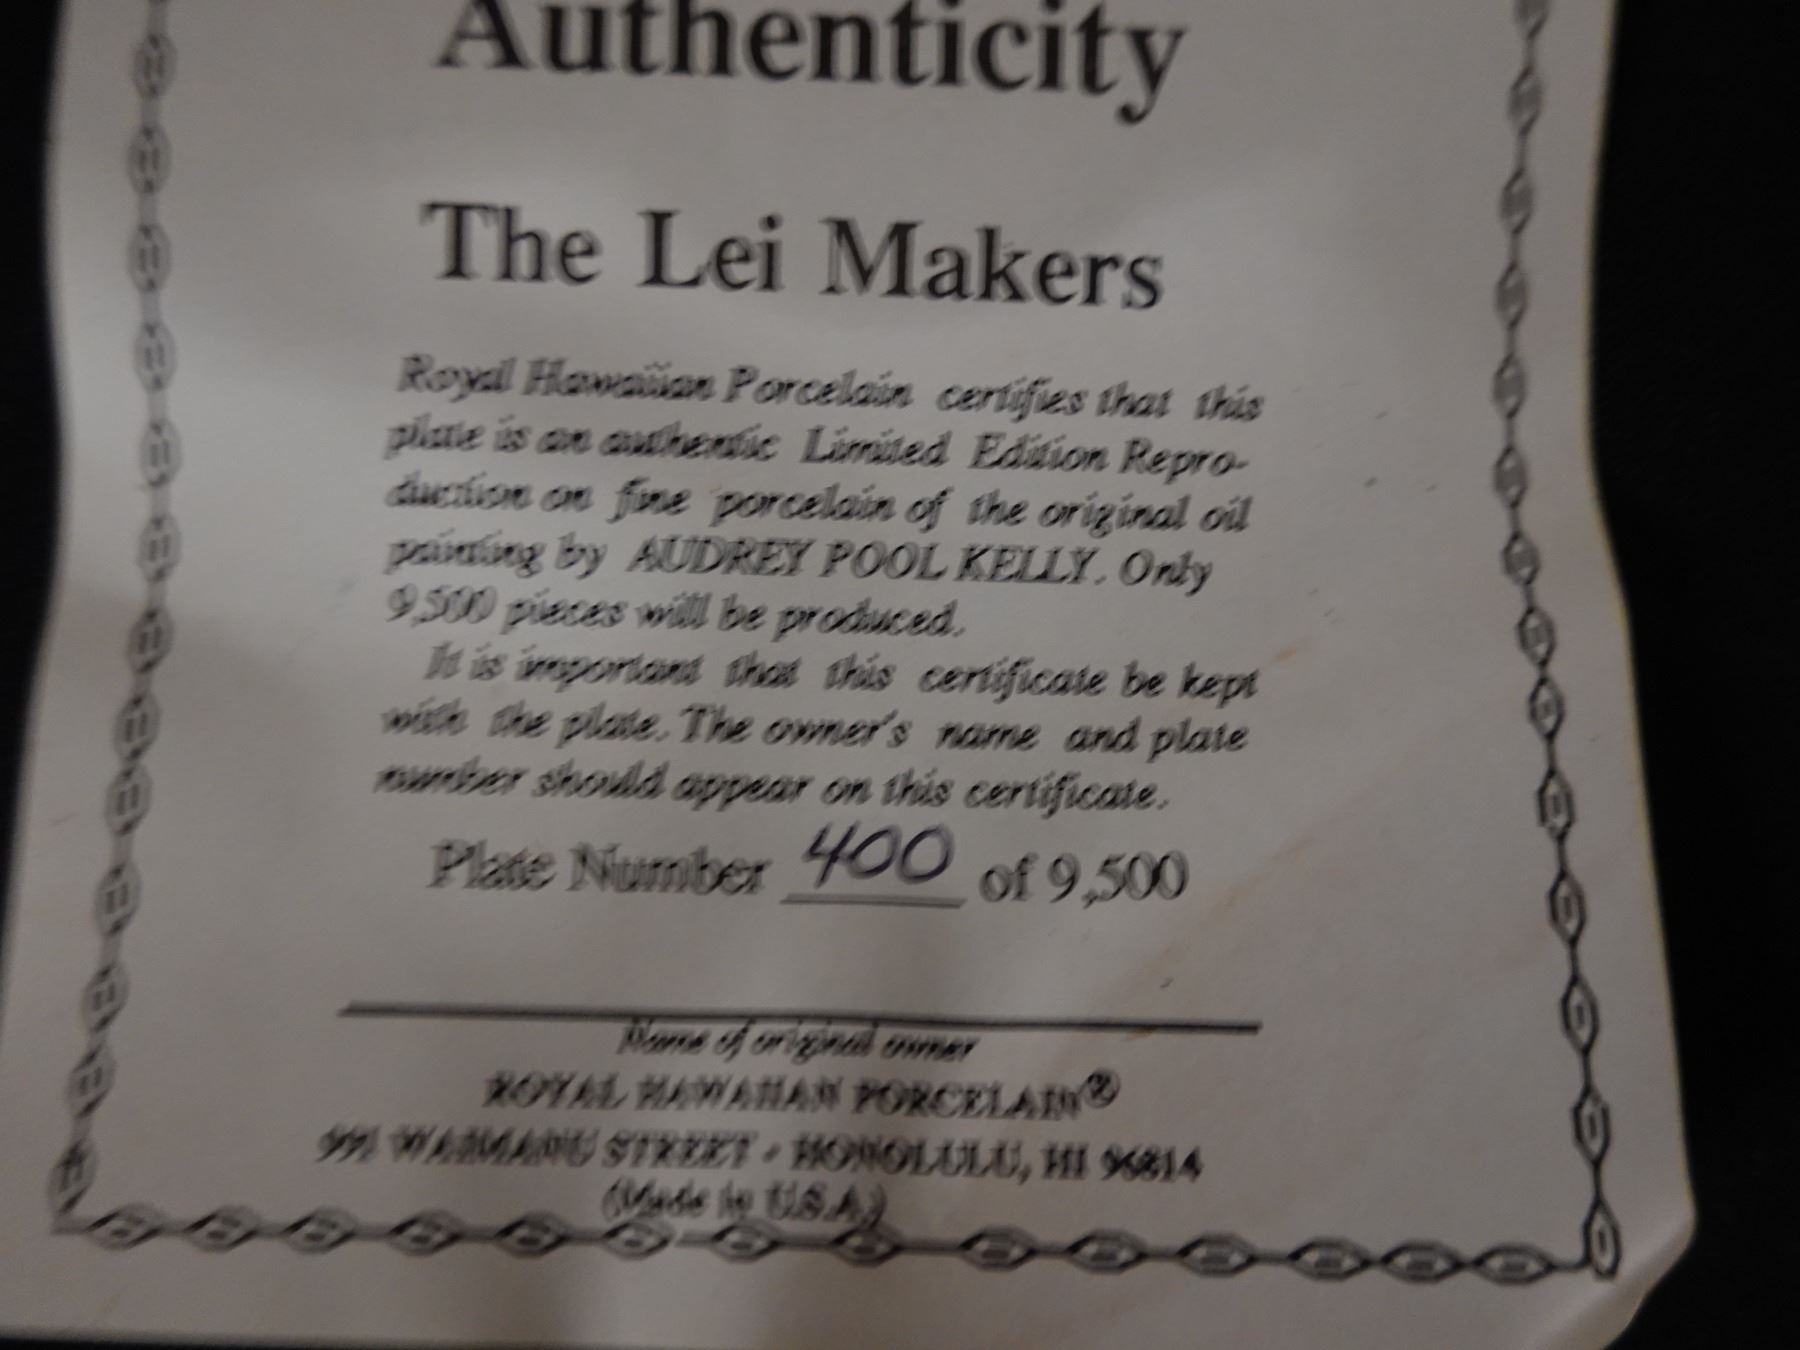 Authenticity
The Lei Makers
Royal Hawaiian Porcelain certifies that this
plate is an authentic Limited Edition Repro-
duction on fine porcelain of the original oil
painting by AUDREY POOL KELLY. Only
9,500 pieces will be produced.
It is important that this certificate be kept
with the plate. The owner's name and plate
number should appear on this certificate.
Plate Number 400 of 9,500
Name of original owner
ROYAL HAWAIIAN PORCELAIN®
991 WAIMANU STREET - HONOLULU, HI 96814
(Made in U.S.A.)